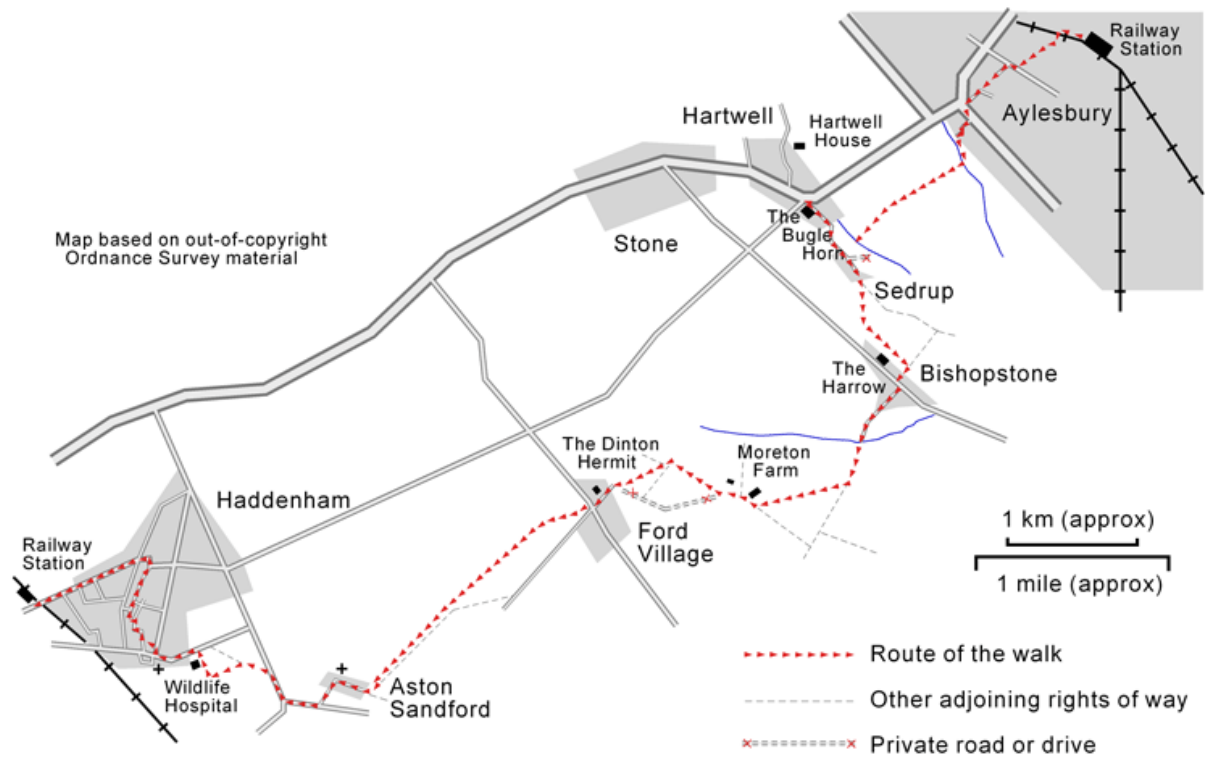 Railway
Station
Aylesbury
Hartwell
Hartwell
House
The
Bugle
Horn
Stone
Map based on out-of-copyright
Ordnance Survey material
Sedrup
Bishopstone
The
Harrow
The Dinton
Hermit
Moreton
Farm
Haddenham
Ford
Village
Railway
Station
Wildlife
Hospital
Aston
Sandford
1 km (approx)
1 mile (approx)
Route of the walk
Other adjoining rights of way
Private road or drive